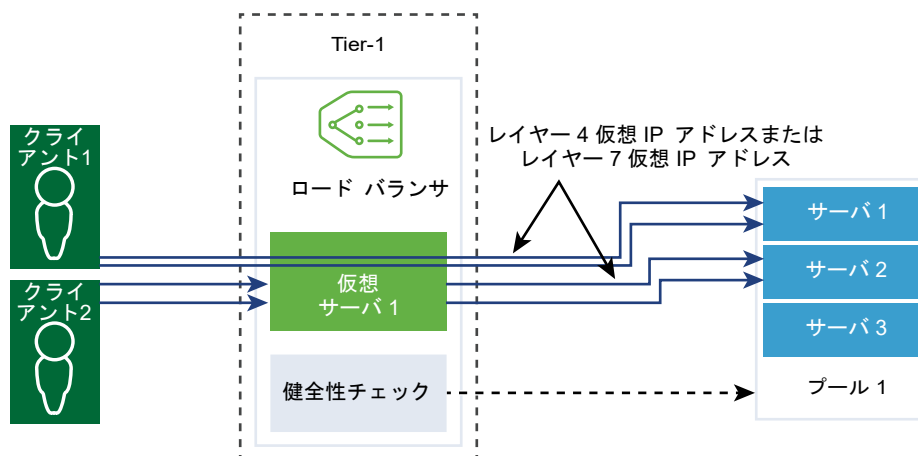 Tier-1
クライ
アント1
ロード バランサ
レイヤー 4 仮想 IP アドレスまたは
レイヤー 7 仮想 IP アドレス
サーバ 1
仮想
サーバ 1
サーバ 2
クライ
アント2
サーバ 3
健全性チェック
プール 1